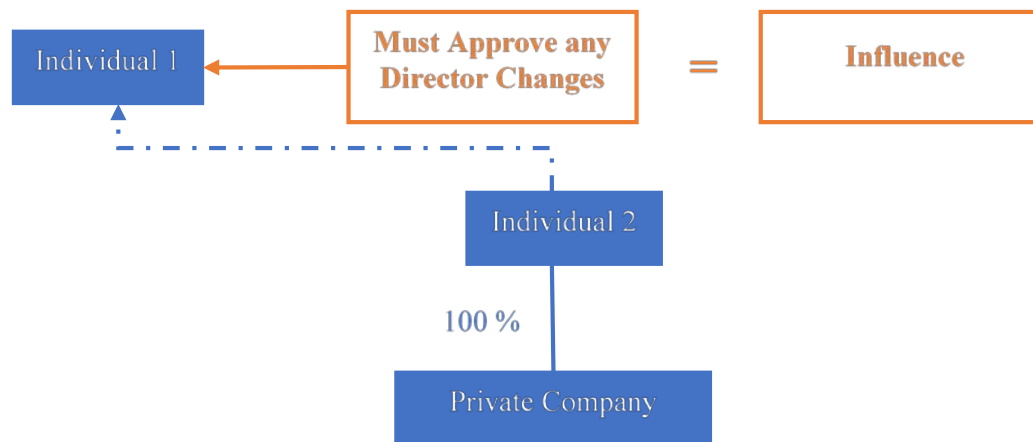 Individual 1
Must Approve any
Director Changes
=
Influence
Individual 2
100 %
Private Company